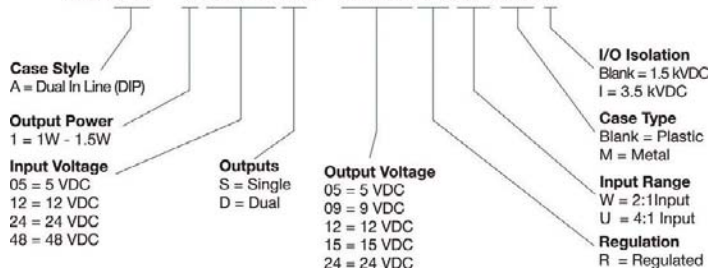 Case Style
A = Dual In Line (DIP)
Output Power
1 = 1W - 1.5W
Input Voltage
05 = 5 VDC
12 = 12 VDC
24 = 24 VDC
48 = 48 VDC
Outputs
S = Single
D = Dual
Output Voltage
05 = 5 VDC
09 = 9 VDC
12 = 12 VDC
15 = 15 VDC
24 = 24 VDC
I/O Isolation
Blank = 1.5 kVDC
I = 3.5 kVDC
Case Type
Blank = Plastic
M = Metal
Input Range
W = 2:1Input
U = 4:1 Input
Regulation
R = Regulated